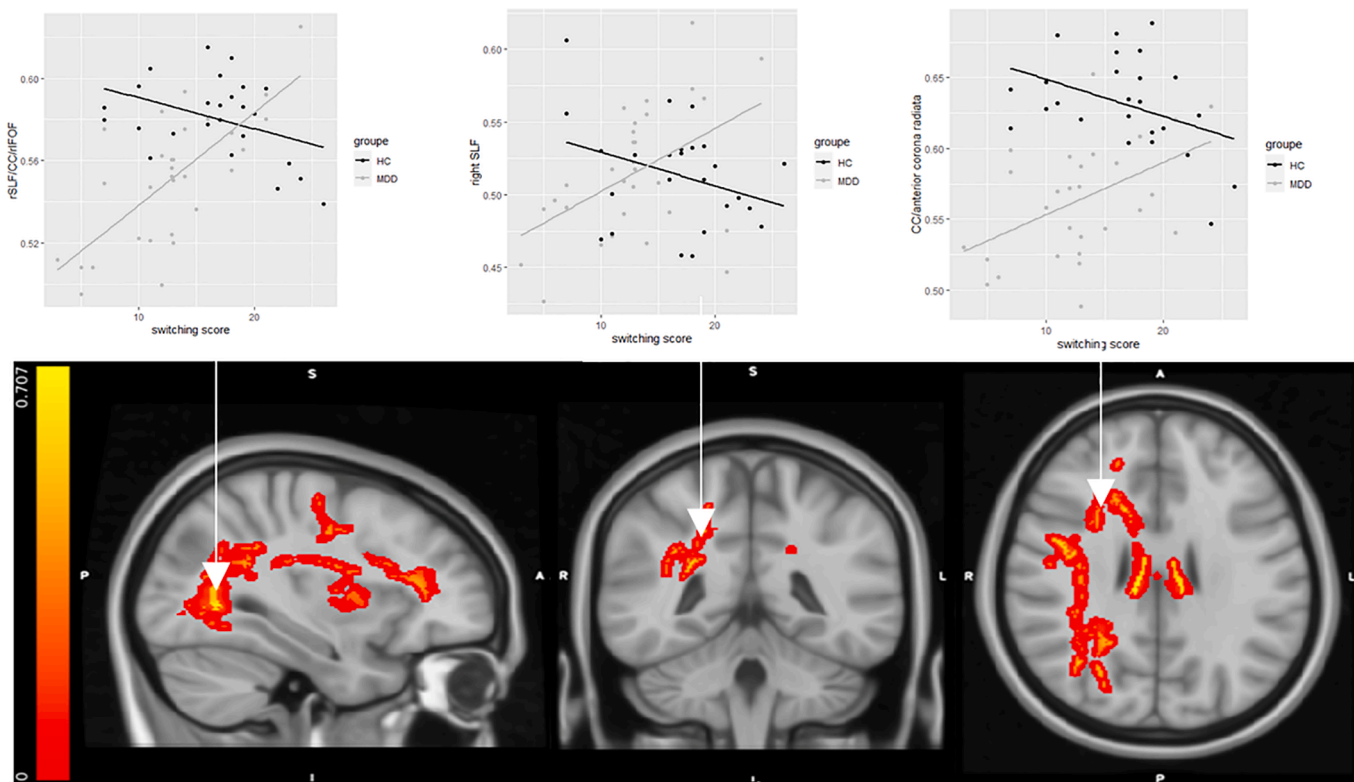 rSLF/CC/rIFOF
0.60
0.56
0.52
10
20
switching score
groupe
HC
MDD
right SLF
0.60
0.55
0.50
0.45
10
20
switching score
groupe
HC
MDD
CC/anterior corona radiata
0.65
0.60
0.55
0.50
10
20
switching score
groupe
HC
MDD
0.707
0
S
P
A
I
S
R
L
A
R
L
P